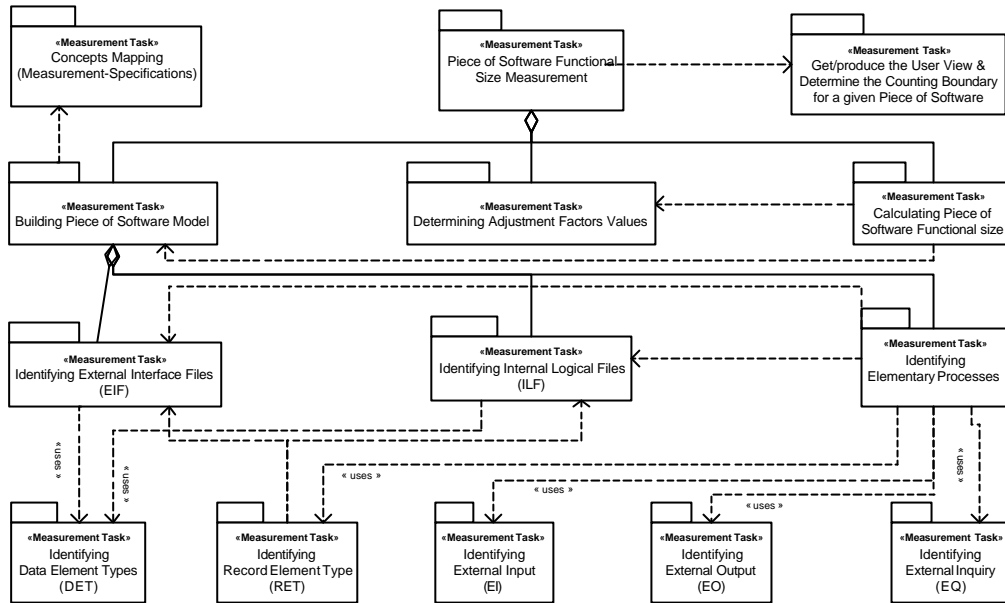 «Measurement Task»
Concepts Mapping
(Measurement-Specifications)
«Measurement Task»
Piece of Software Functional
Size Measurement
«Measurement Task»
Get/produce the User View &
Determine the Counting Boundary
for a given Piece of Software
«Measurement Task»
Building Piece of Software Model
«Measurement Task»
Determining Adjustment Factors Values
«Measurement Task»
Calculating Piece of
Software Functional size
«Measurement Task»
Identifying External Interface Files
(EIF)
«Measurement Task»
Identifying Internal Logical Files
(ILF)
«Measurement Task»
Identifying
Elementary Processes
« uses »
« uses »
« uses »
« uses »
« uses »
«Measurement Task»
Identifying
Data Element Types
(DET)
«Measurement Task»
Identifying
Record Element Type
(RET)
«Measurement Task»
Identifying
External Input
(EI)
«Measurement Task»
Identifying
External Output
(EO)
«Measurement Task»
Identifying
External Inquiry
(EQ)